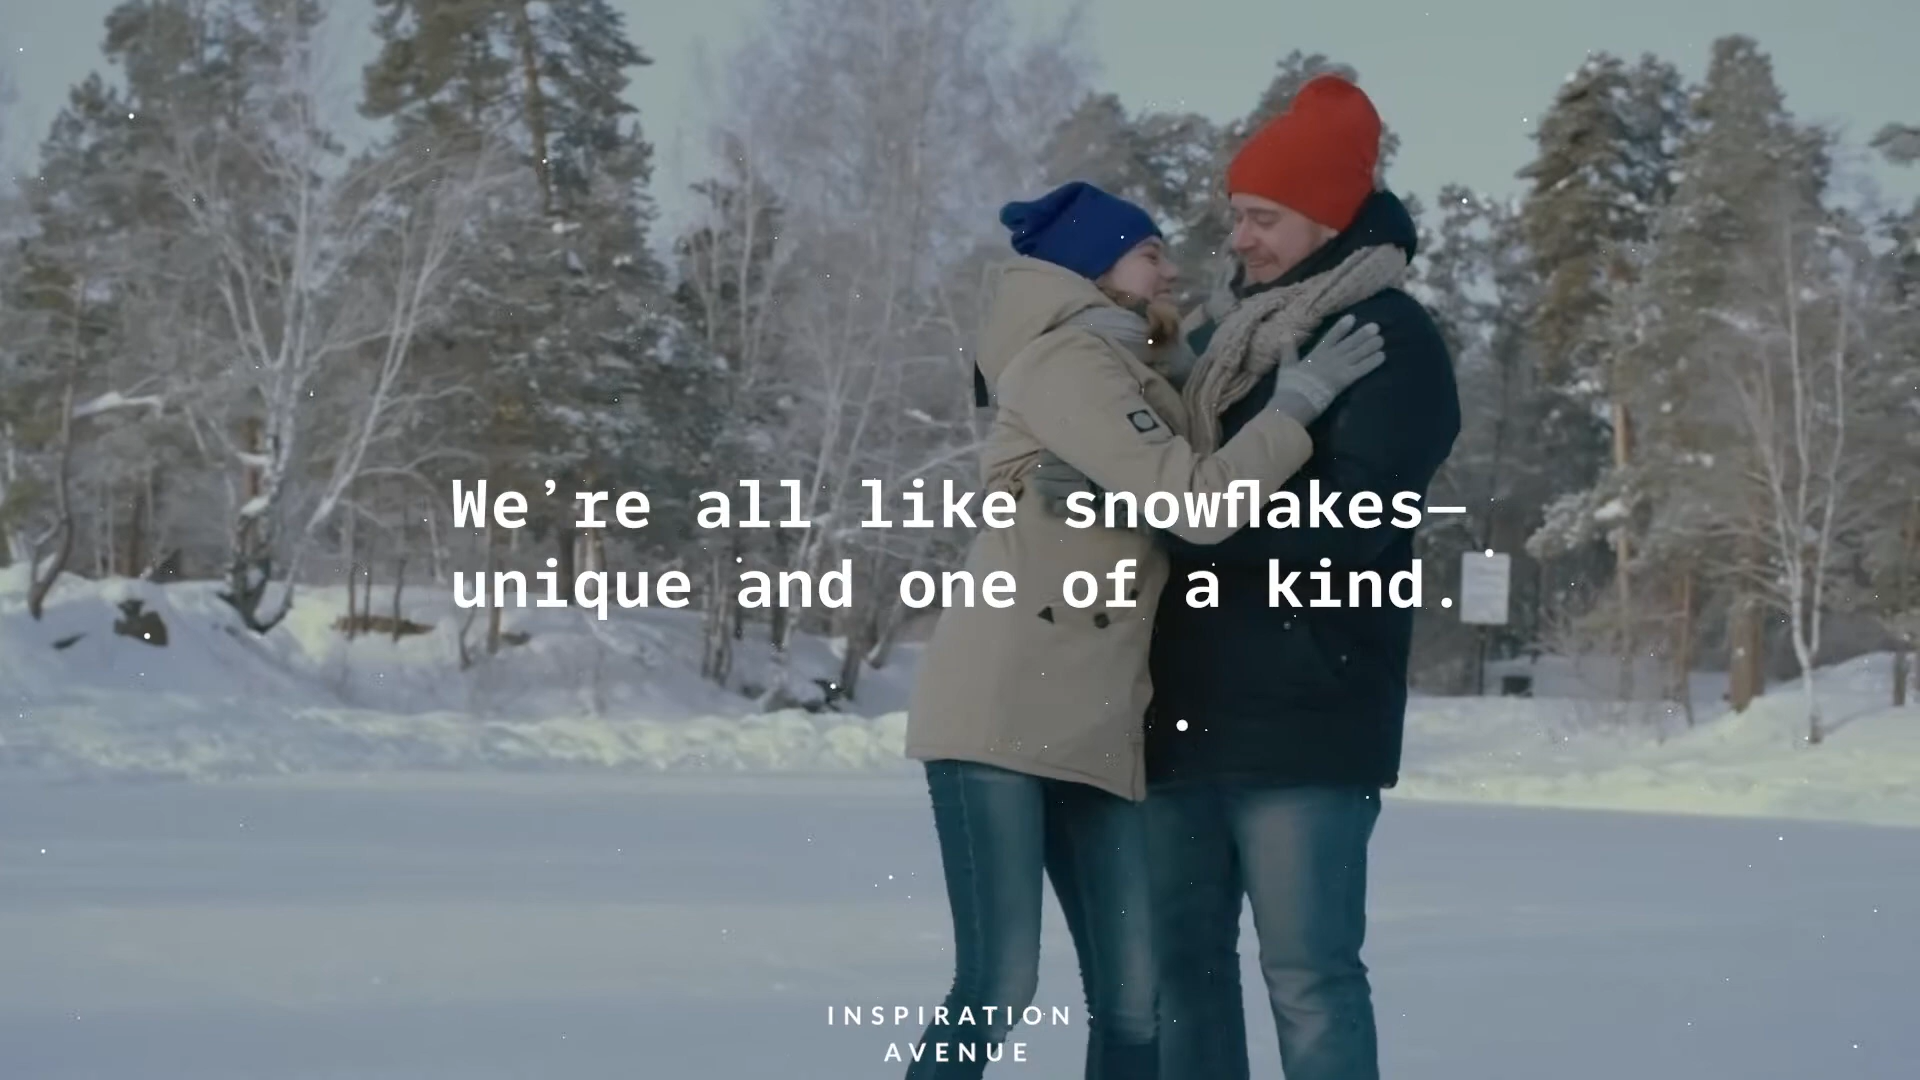 We’re all like snowflakes—
unique and one of a kind.
INSPIRATION
AVENUE